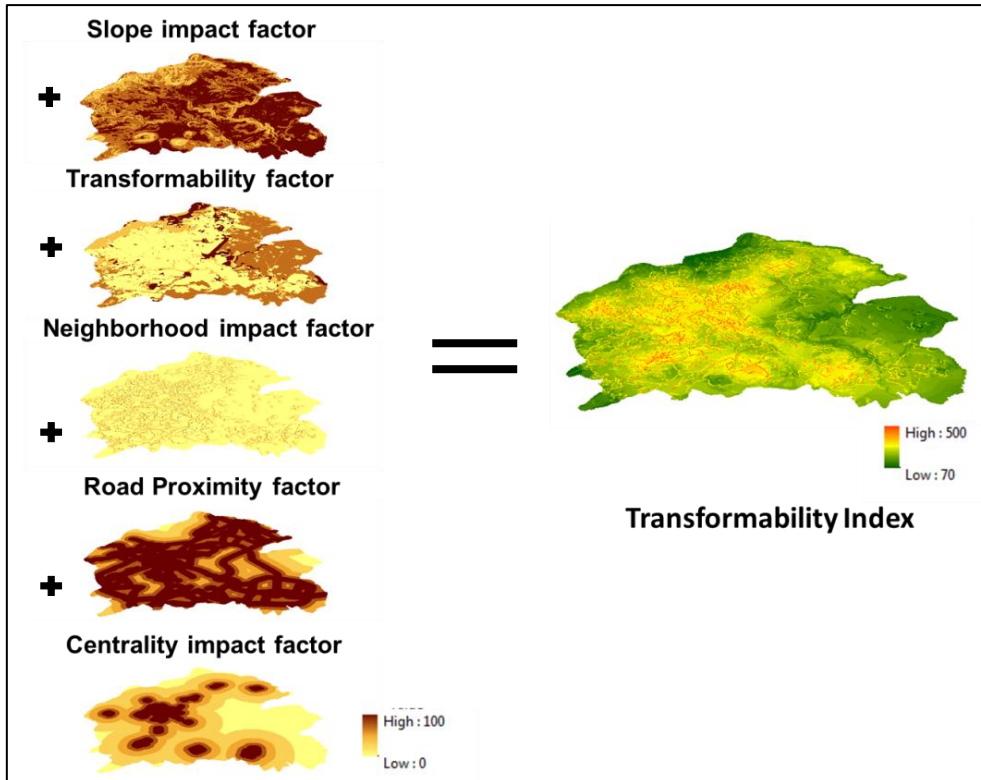 Slope impact factor
+
Transformability factor
+
Neighborhood impact factor
+
Road Proximity factor
+
Centrality impact factor
High : 100
Low : 0
=
High : 500
Low : 70
Transformability Index